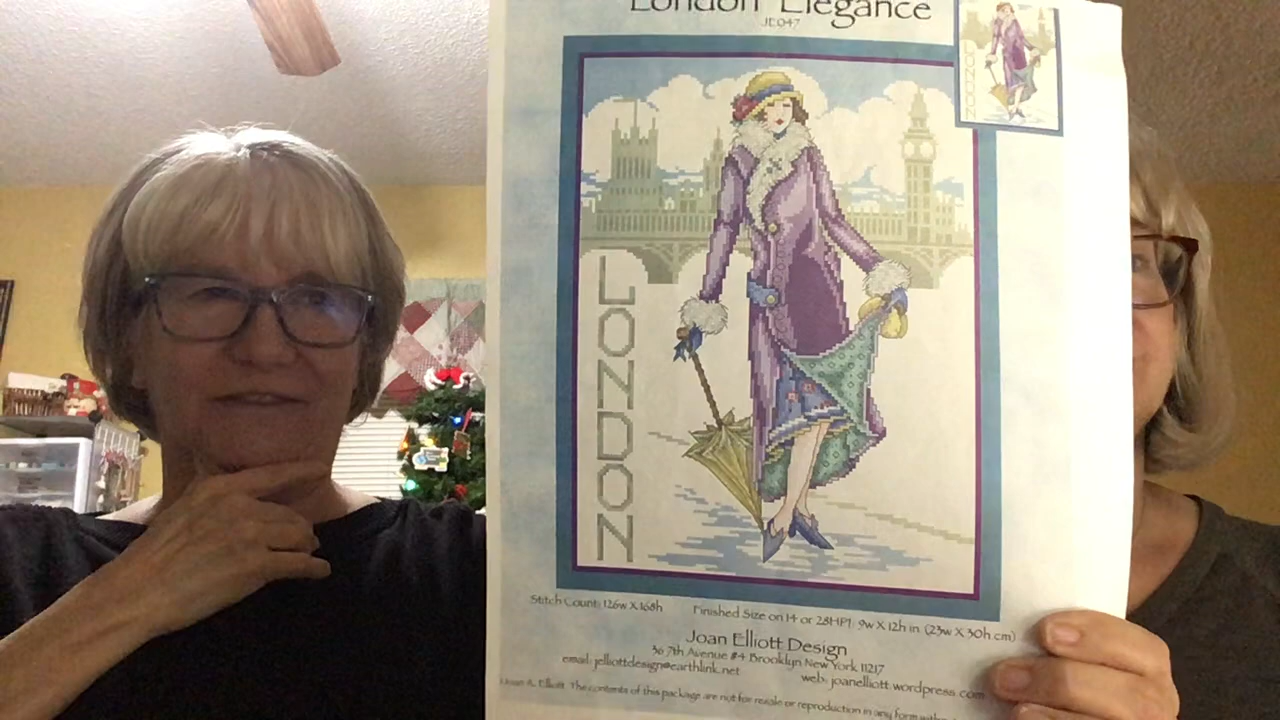 London Elegance
JE047
LONDON
LONDON
Stitch Count: 126w X 168h Finished Size on 14 or 28HPI: 9w X 12h in. (23w X 30h cm)
Joan Elliott Design
36 7th Avenue #4 Brooklyn New York 11217
email: jelliottdesign@earthlink.net web: joanelliott.wordpress.com
Elliott. The contents of this package are not for resale or reproduction in any form